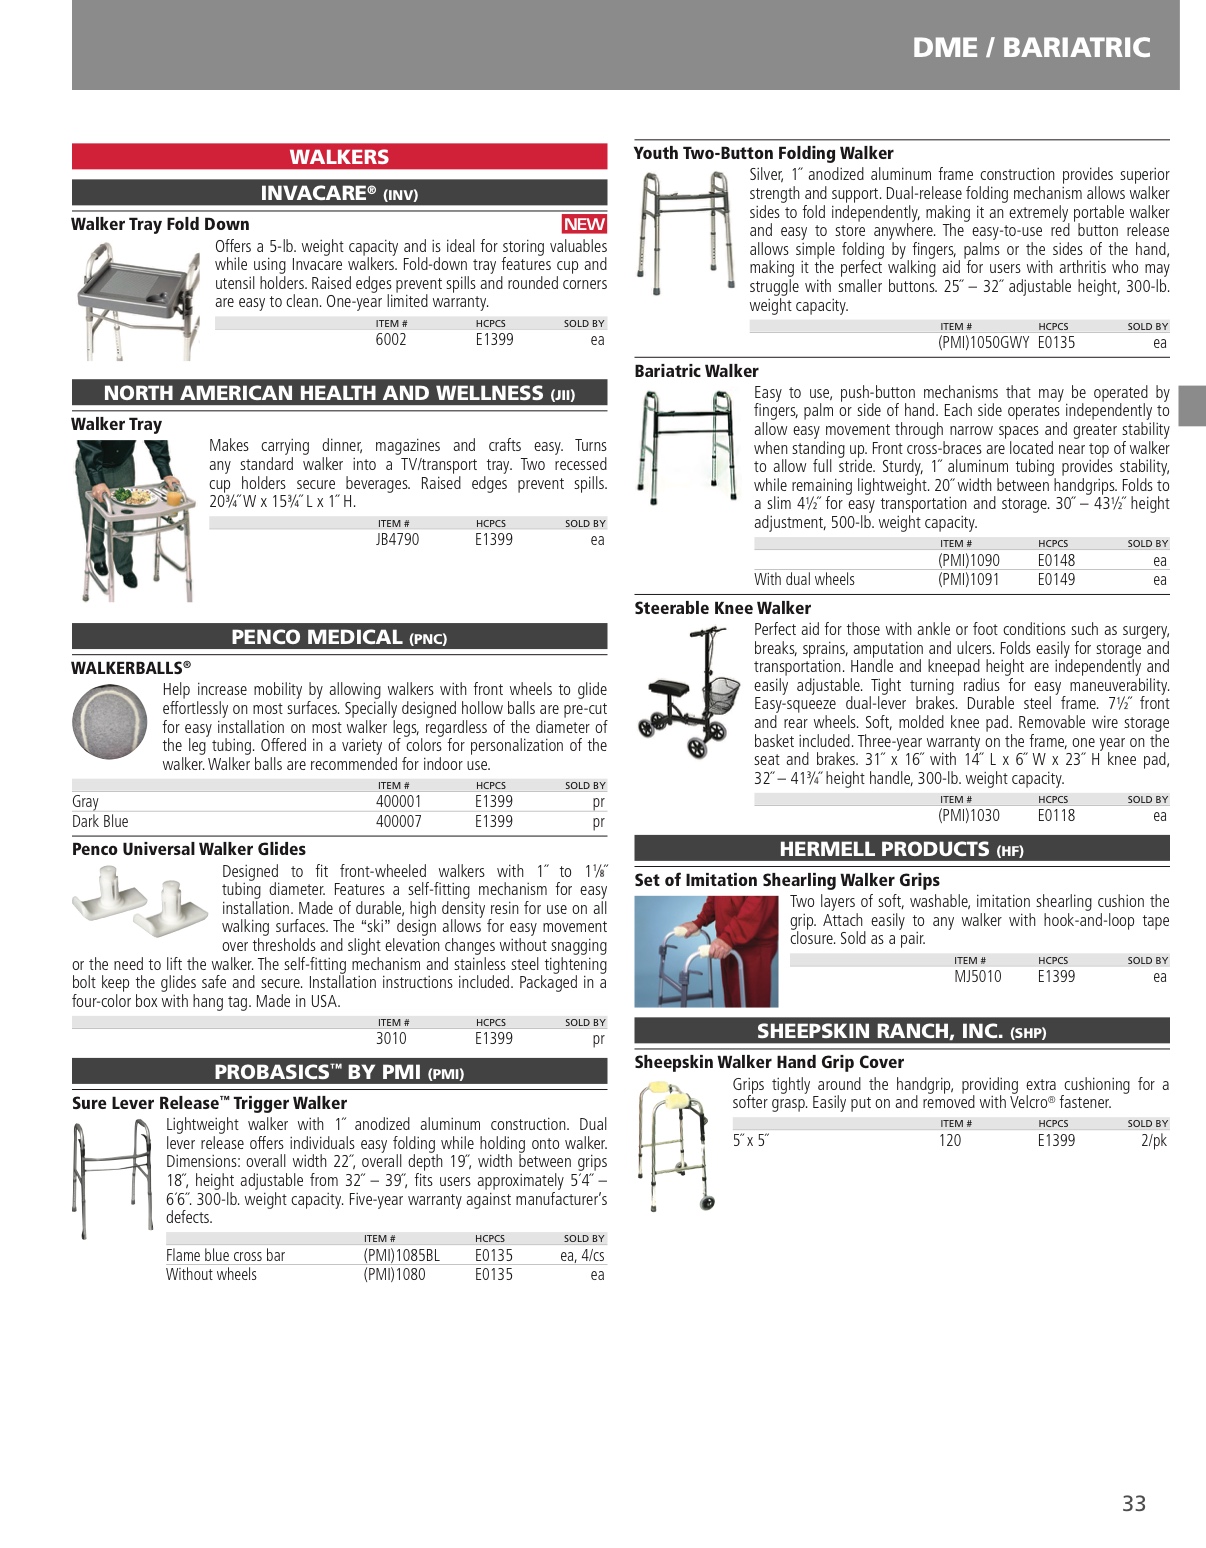 DME / BARIATRIC
WALKERS
INVACARE® (INV)
Walker Tray Fold Down
NEW
Offers a 5-lb. weight capacity and is ideal for storing valuables
while using Invacare walkers. Fold-down tray features cup and
utensil holders. Raised edges prevent spills and rounded corners
are easy to clean. One-year limited warranty.
ITEM # HCPCS SOLD BY
6002 E1399 ea
NORTH AMERICAN HEALTH AND WELLNESS (JII)
Walker Tray
Makes carrying dinner, magazines and crafts easy. Turns
any standard walker into a TV/transport tray. Two recessed
cup holders secure beverages. Raised edges prevent spills.
20¾˝ W x 15¾˝ L x 1˝ H.
ITEM # HCPCS SOLD BY
JB4790 E1399 ea
PENCO MEDICAL (PNC)
WALKERBALLS®
Help increase mobility by allowing walkers with front wheels to glide
effortlessly on most surfaces. Specially designed hollow balls are pre-cut
for easy installation on most walker legs, regardless of the diameter of
the leg tubing. Offered in a variety of colors for personalization of the
walker. Walker balls are recommended for indoor use.
ITEM # HCPCS SOLD BY
Gray 400001 E1399 pr
Dark Blue 400007 E1399 pr
Penco Universal Walker Glides
Designed to fit front-wheeled walkers with 1˝ to 1⅛˝
tubing diameter. Features a self-fitting mechanism for easy
installation. Made of durable, high density resin for use on all
walking surfaces. The “ski” design allows for easy movement
over thresholds and slight elevation changes without snagging
or the need to lift the walker. The self-fitting mechanism and stainless steel tightening
bolt keep the glides safe and secure. Installation instructions included. Packaged in a
four-color box with hang tag. Made in USA.
ITEM # HCPCS SOLD BY
3010 E1399 pr
PROBASICS™ BY PMI (PMI)
Sure Lever Release™ Trigger Walker
Lightweight walker with 1˝ anodized aluminum construction. Dual
lever release offers individuals easy folding while holding onto walker.
Dimensions: overall width 22˝, overall depth 19˝, width between grips
18˝, height adjustable from 32˝ – 39˝, fits users approximately 5´4˝ –
6´6˝. 300-lb. weight capacity. Five-year warranty against manufacturer’s
defects.
ITEM # HCPCS SOLD BY
Flame blue cross bar (PMI)1085BL E0135 ea, 4/cs
Without wheels (PMI)1080 E0135 ea
Youth Two-Button Folding Walker
Silver, 1˝ anodized aluminum frame construction provides superior
strength and support. Dual-release folding mechanism allows walker
sides to fold independently, making it an extremely portable walker
and easy to store anywhere. The easy-to-use red button release
allows simple folding by fingers, palms or the sides of the hand,
making it the perfect walking aid for users with arthritis who may
struggle with smaller buttons. 25˝ – 32˝ adjustable height, 300-lb.
weight capacity.
ITEM # HCPCS SOLD BY
(PMI)1050GWY E0135 ea
Bariatric Walker
Easy to use, push-button mechanisms that may be operated by
fingers, palm or side of hand. Each side operates independently to
allow easy movement through narrow spaces and greater stability
when standing up. Front cross-braces are located near top of walker
to allow full stride. Sturdy, 1˝ aluminum tubing provides stability,
while remaining lightweight. 20˝ width between handgrips. Folds to
a slim 4½˝ for easy transportation and storage. 30˝ – 43½˝ height
adjustment, 500-lb. weight capacity.
ITEM # HCPCS SOLD BY
(PMI)1090 E0148 ea
With dual wheels (PMI)1091 E0149 ea
Steerable Knee Walker
Perfect aid for those with ankle or foot conditions such as surgery,
breaks, sprains, amputation and ulcers. Folds easily for storage and
transportation. Handle and kneepad height are independently and
easily adjustable. Tight turning radius for easy maneuverability.
Easy-squeeze dual-lever brakes. Durable steel frame. 7½˝ front
and rear wheels. Soft, molded knee pad. Removable wire storage
basket included. Three-year warranty on the frame, one year on the
seat and brakes. 31˝ x 16˝ with 14˝ L x 6˝ W x 23˝ H knee pad,
32˝ – 41¾˝ height handle, 300-lb. weight capacity.
ITEM # HCPCS SOLD BY
(PMI)1030 E0118 ea
HERMELL PRODUCTS (HF)
Set of Imitation Shearling Walker Grips
Two layers of soft, washable, imitation shearling cushion the
grip. Attach easily to any walker with hook-and-loop tape
closure. Sold as a pair.
ITEM # HCPCS SOLD BY
MJ5010 E1399 ea
SHEEPSKIN RANCH, INC. (SHP)
Sheepskin Walker Hand Grip Cover
Grips tightly around the handgrip, providing extra cushioning for a
softer grasp. Easily put on and removed with Velcro® fastener.
ITEM # HCPCS SOLD BY
5˝ x 5˝ 120 E1399 2/pk
33